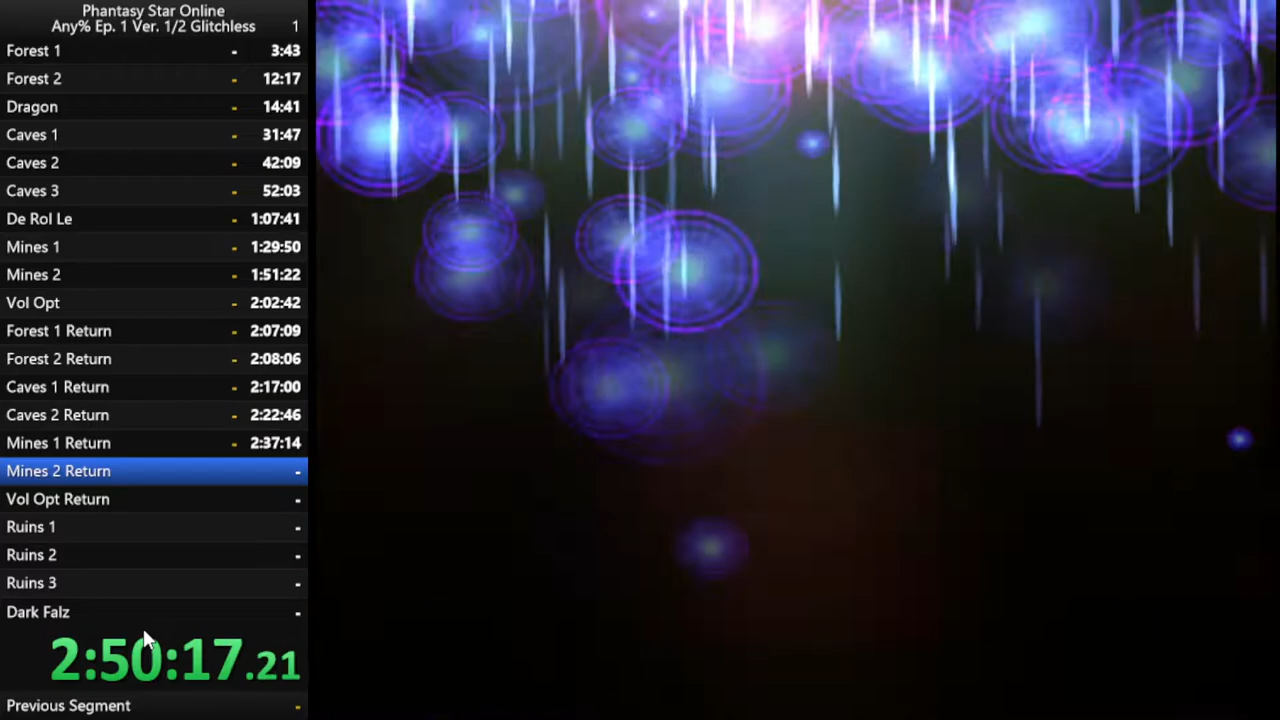 Phantasy Star Online
Any% Ep. 1 Ver. 1/2 Glitchless 1
Forest 1 - 3:43
Forest 2 - 12:17
Dragon - 14:41
Caves 1 - 31:47
Caves 2 - 42:09
Caves 3 - 52:03
De Rol Le - 1:07:41
Mines 1 - 1:29:50
Mines 2 - 1:51:22
Vol Opt - 2:02:42
Forest 1 Return - 2:07:09
Forest 2 Return - 2:08:06
Caves 1 Return - 2:17:00
Caves 2 Return - 2:22:46
Mines 1 Return - 2:37:14
Mines 2 Return -
Vol Opt Return -
Ruins 1 -
Ruins 2 -
Ruins 3 -
Dark Falz -
2:50:17.21
Previous Segment -